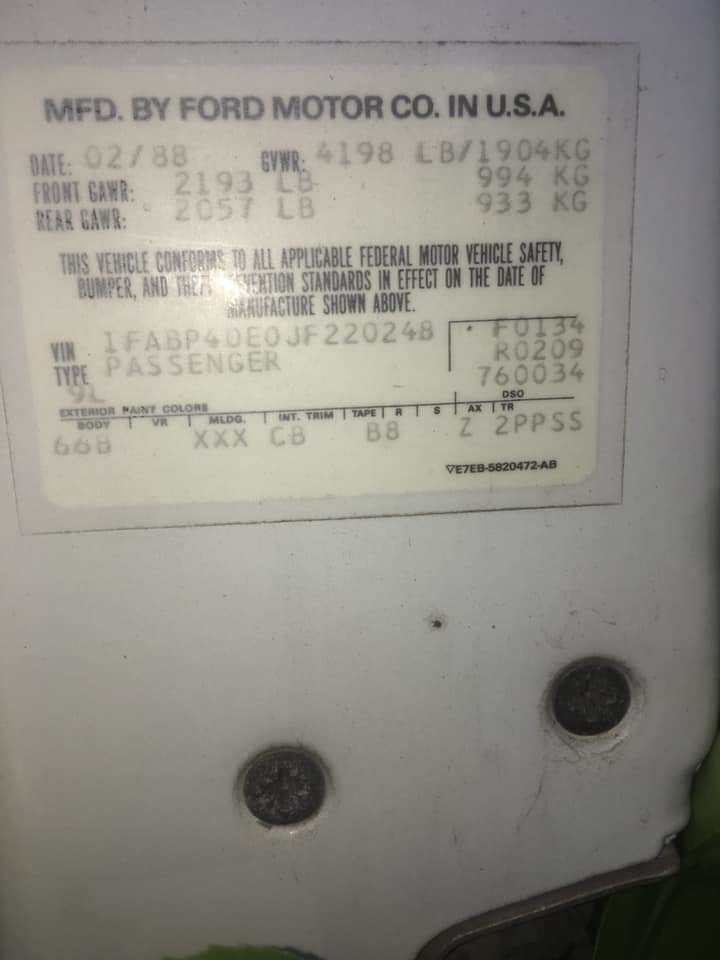 MFD. BY FORD MOTOR CO. IN U.S.A.
DATE: 02/88 GVWR: 4198 LB/1904KG
FRONT GAWR: 2193 LB 994 KG
REAR GAWR: 2057 LB 933 KG
THIS VEHICLE CONFORMS TO ALL APPLICABLE FEDERAL MOTOR VEHICLE SAFETY,
BUMPER, AND THEFT PREVENTION STANDARDS IN EFFECT ON THE DATE OF
MANUFACTURE SHOWN ABOVE.
VIN 1FABP40E0JF220248 F0134
TYPE PASSENGER R0209
9L 760034
EXTERIOR PAINT COLORS DSO
BODY VR MLDG. INT. TRIM TAPE R S AX TR
66B XXX CB B8 Z 2PPSS
▽E7EB-5820472-AB